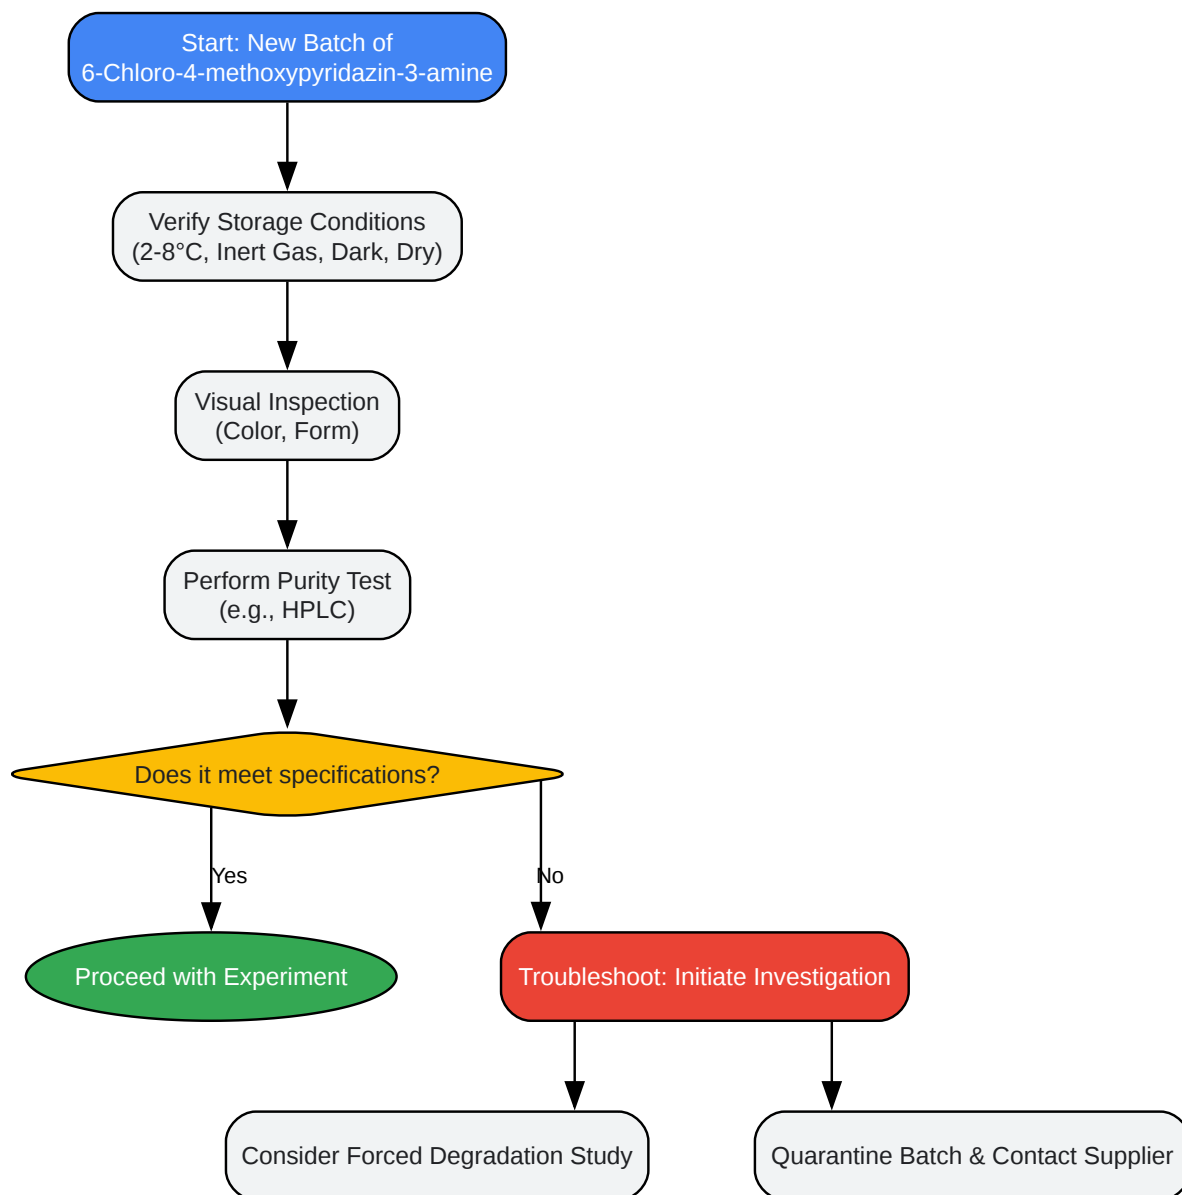 Start: New Batch of
6-Chloro-4-methoxypyridazin-3-amine
Verify Storage Conditions
(2-8°C, Inert Gas, Dark, Dry)
Visual Inspection
(Color, Form)
Perform Purity Test
(e.g., HPLC)
Does it meet specifications?
Yes
No
Proceed with Experiment
Troubleshoot: Initiate Investigation
Consider Forced Degradation Study
Quarantine Batch & Contact Supplier